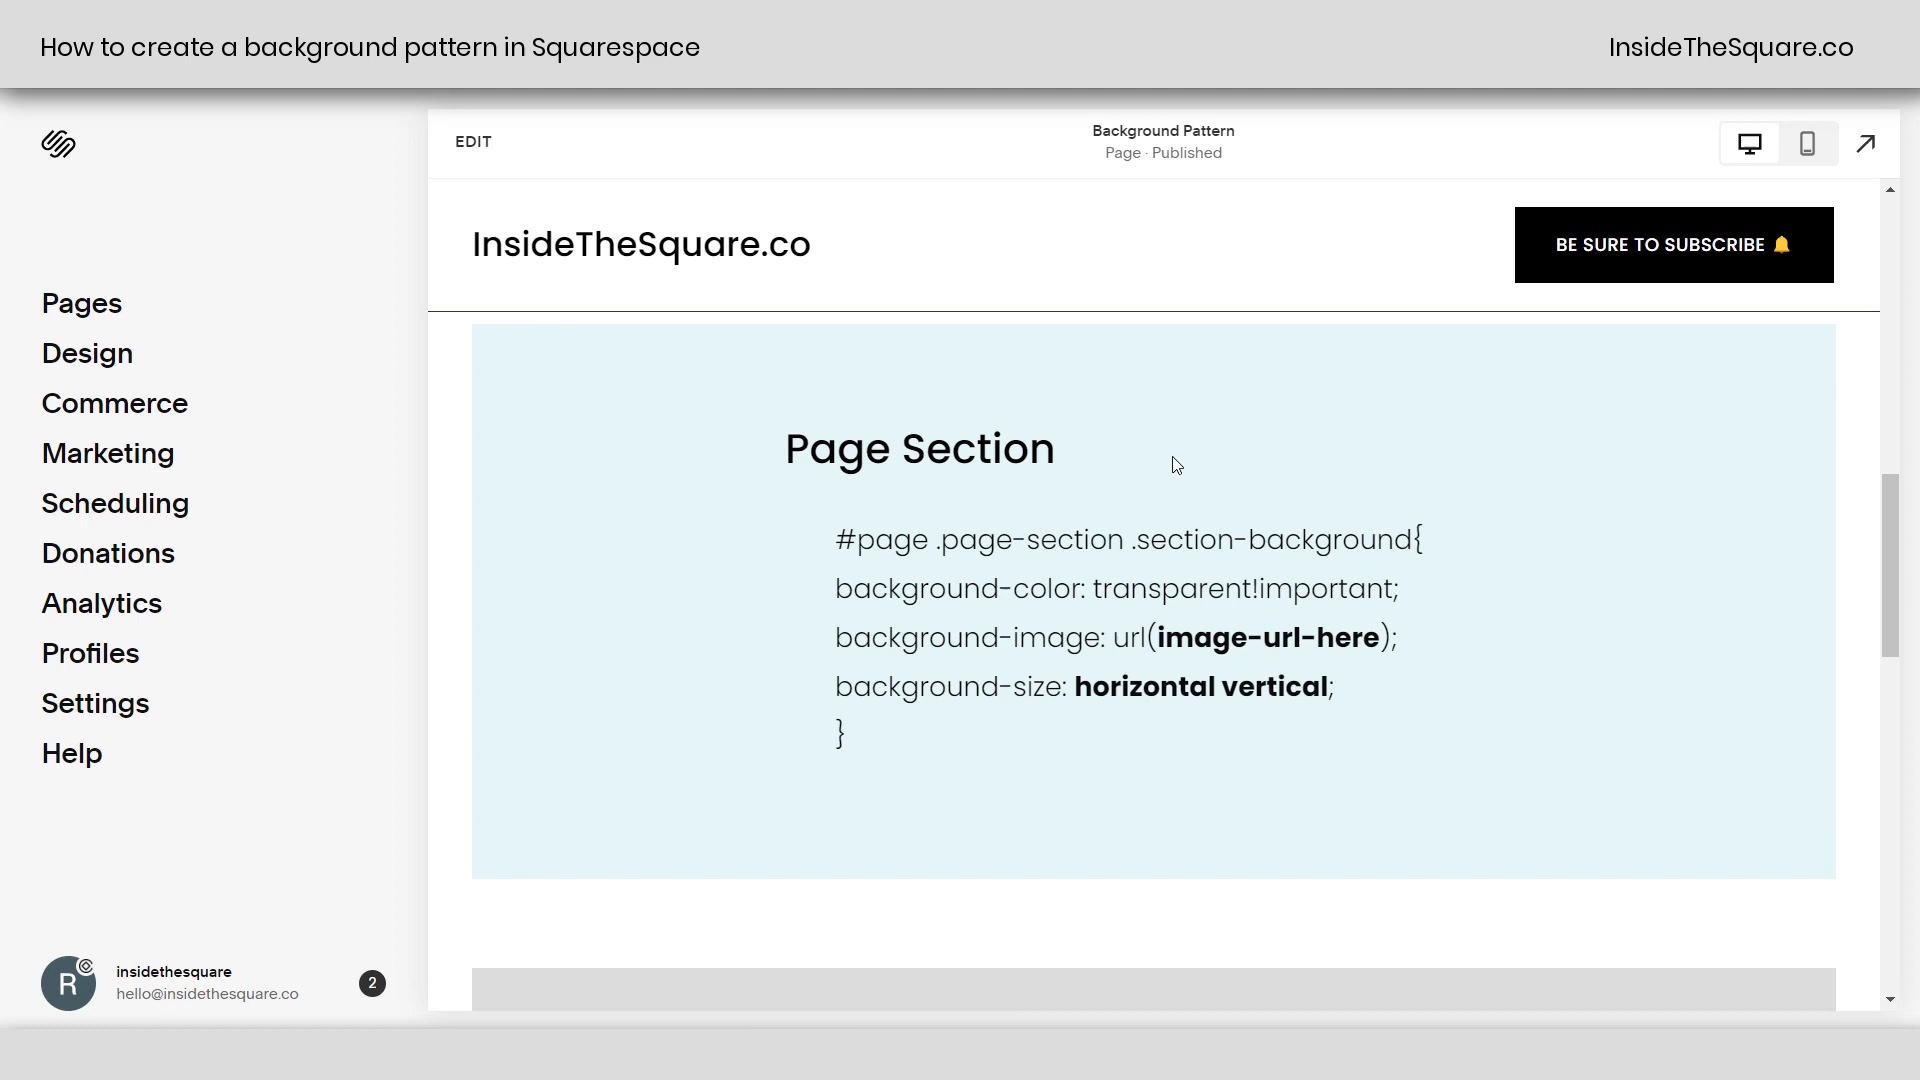 How to create a background pattern in Squarespace
InsideTheSquare.co
EDIT
Background Pattern
Page · Published
InsideTheSquare.co
BE SURE TO SUBSCRIBE 🔔
Pages
Design
Commerce
Marketing
Scheduling
Donations
Analytics
Profiles
Settings
Help
Page Section
#page .page-section .section-background{
background-color: transparent!important;
background-image: url(image-url-here);
background-size: horizontal vertical;
}
R
insidethesquare
hello@insidethesquare.co
2